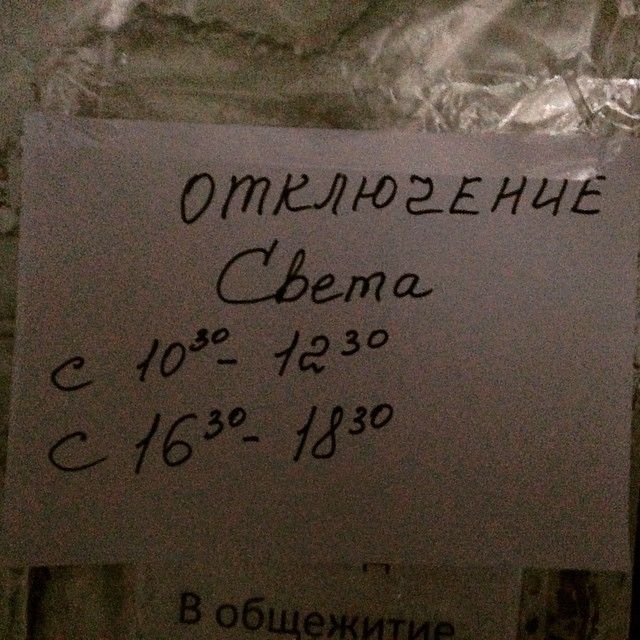 ОТКЛЮЧЕНИЕ
Света
с 10³⁰- 12³⁰
с 16³⁰- 18³⁰
В общежитие